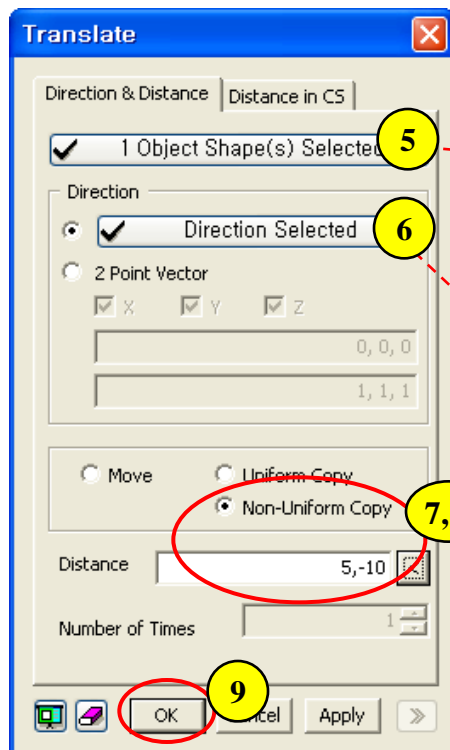 Translate
Direction & Distance Distance in CS
1 Object Shape(s) Selected 5
Direction
Direction Selected 6
2 Point Vector
X Y Z
0, 0, 0
1, 1, 1
Move Uniform Copy
Non-Uniform Copy 7,
Distance 5,-10
Number of Times 1
9
OK Apply